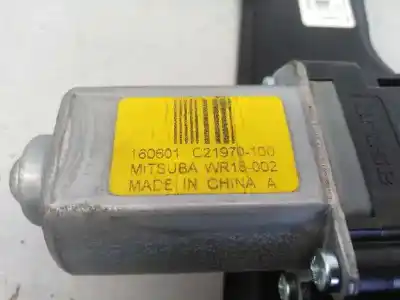 160601 C21970-100
MITSUBA WR18-002
MADE IN CHINA A